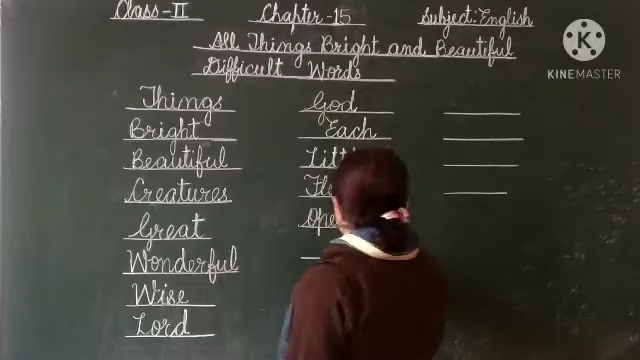 Class-II Chapter-15 Subject: English
All Things Bright and Beautiful
Difficult Words
Things God
Bright Each
Beautiful
Creatures
Great
Wonderful
Wise
Lord
KINEMASTER